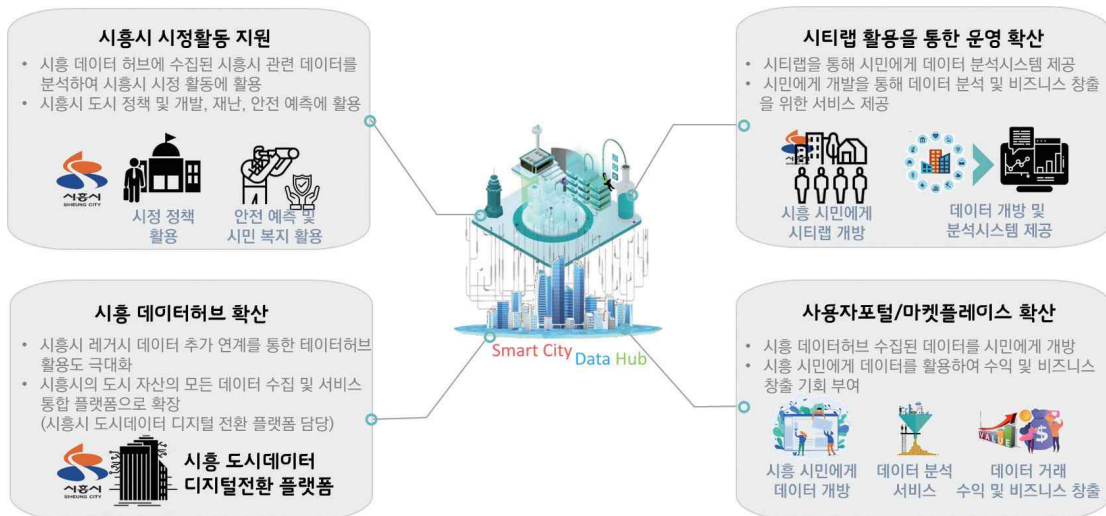 시흥시 시정활동 지원
• 시흥 데이터 허브에 수집된 시흥시 관련 데이터를
분석하여 시흥시 시정 활동에 활용
• 시흥시 도시 정책 및 개발, 재난, 안전 예측에 활용
시흥시
SIHEUNG CITY
시정 정책
활용
안전 예측 및
시민 복지 활용
시티랩 활용을 통한 운영 확산
• 시티랩을 통해 시민에게 데이터 분석시스템 제공
• 시민에게 개발을 통해 데이터 분석 및 비즈니스 창출
을 위한 서비스 제공
시흥 시민에게
시티랩 개방
데이터 개방 및
분석시스템 제공
Smart City
Data Hub
시흥 데이터허브 확산
• 시흥시 레거시 데이터 추가 연계를 통한 테이터허브
활용도 극대화
• 시흥시의 도시 자산의 모든 데이터 수집 및 서비스
통합 플랫폼으로 확장
(시흥시 도시데이터 디지털 전환 플랫폼 담당)
시흥시
SIHEUNG CITY
시흥 도시데이터
디지털전환 플랫폼
사용자포털/마켓플레이스 확산
• 시흥 데이터허브 수집된 데이터를 시민에게 개방
• 시흥 시민에게 데이터를 활용하여 수익 및 비즈니스
창출 기회 부여
VALUE
시흥 시민에게
데이터 개방
데이터 분석
서비스
데이터 거래
수익 및 비즈니스 창출